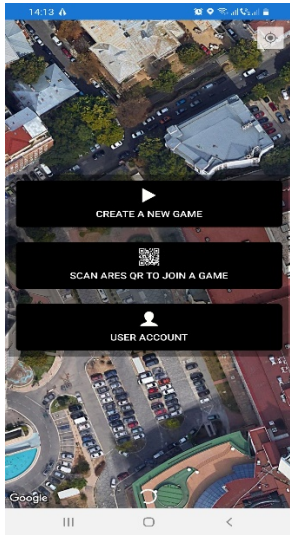 14:13
CREATE A NEW GAME
SCAN ARES QR TO JOIN A GAME
USER ACCOUNT
Google